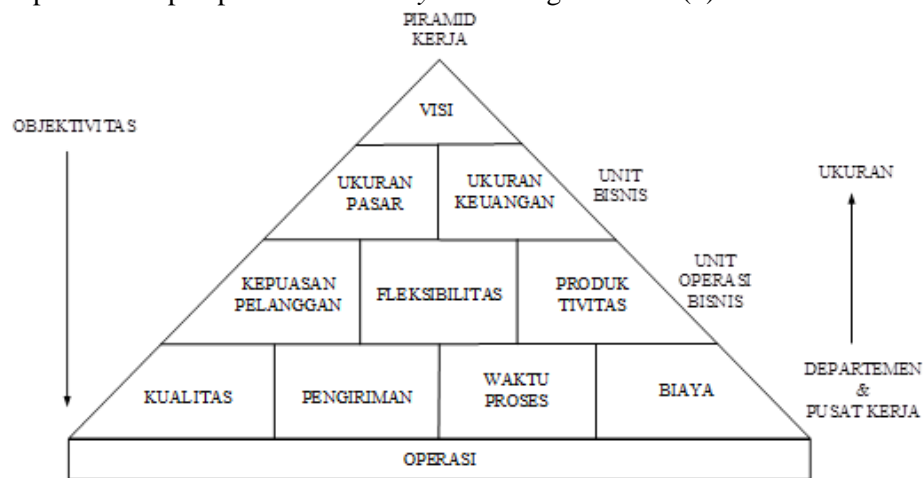 PIRAMID
KERJA
OBJEKTIVITAS
VISI
UKURAN
PASAR
UKURAN
KEUANGAN
UNIT
BISNIS
UKURAN
KEPUASAN
PELANGGAN
FLEKSIBILITAS
PRODUK
TIVITAS
UNIT
OPERASI
BISNIS
KUALITAS
PENGIRIMAN
WAKTU
PROSES
BIAYA
DEPARTEMEN
&
PUSAT KERJA
OPERASI